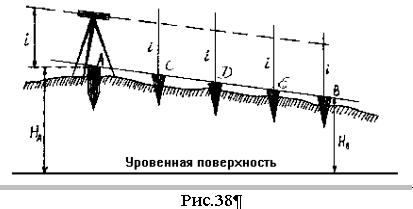 i A i C i D i E i B
H_A H_B
Уровенная поверхность
Рис.38¶